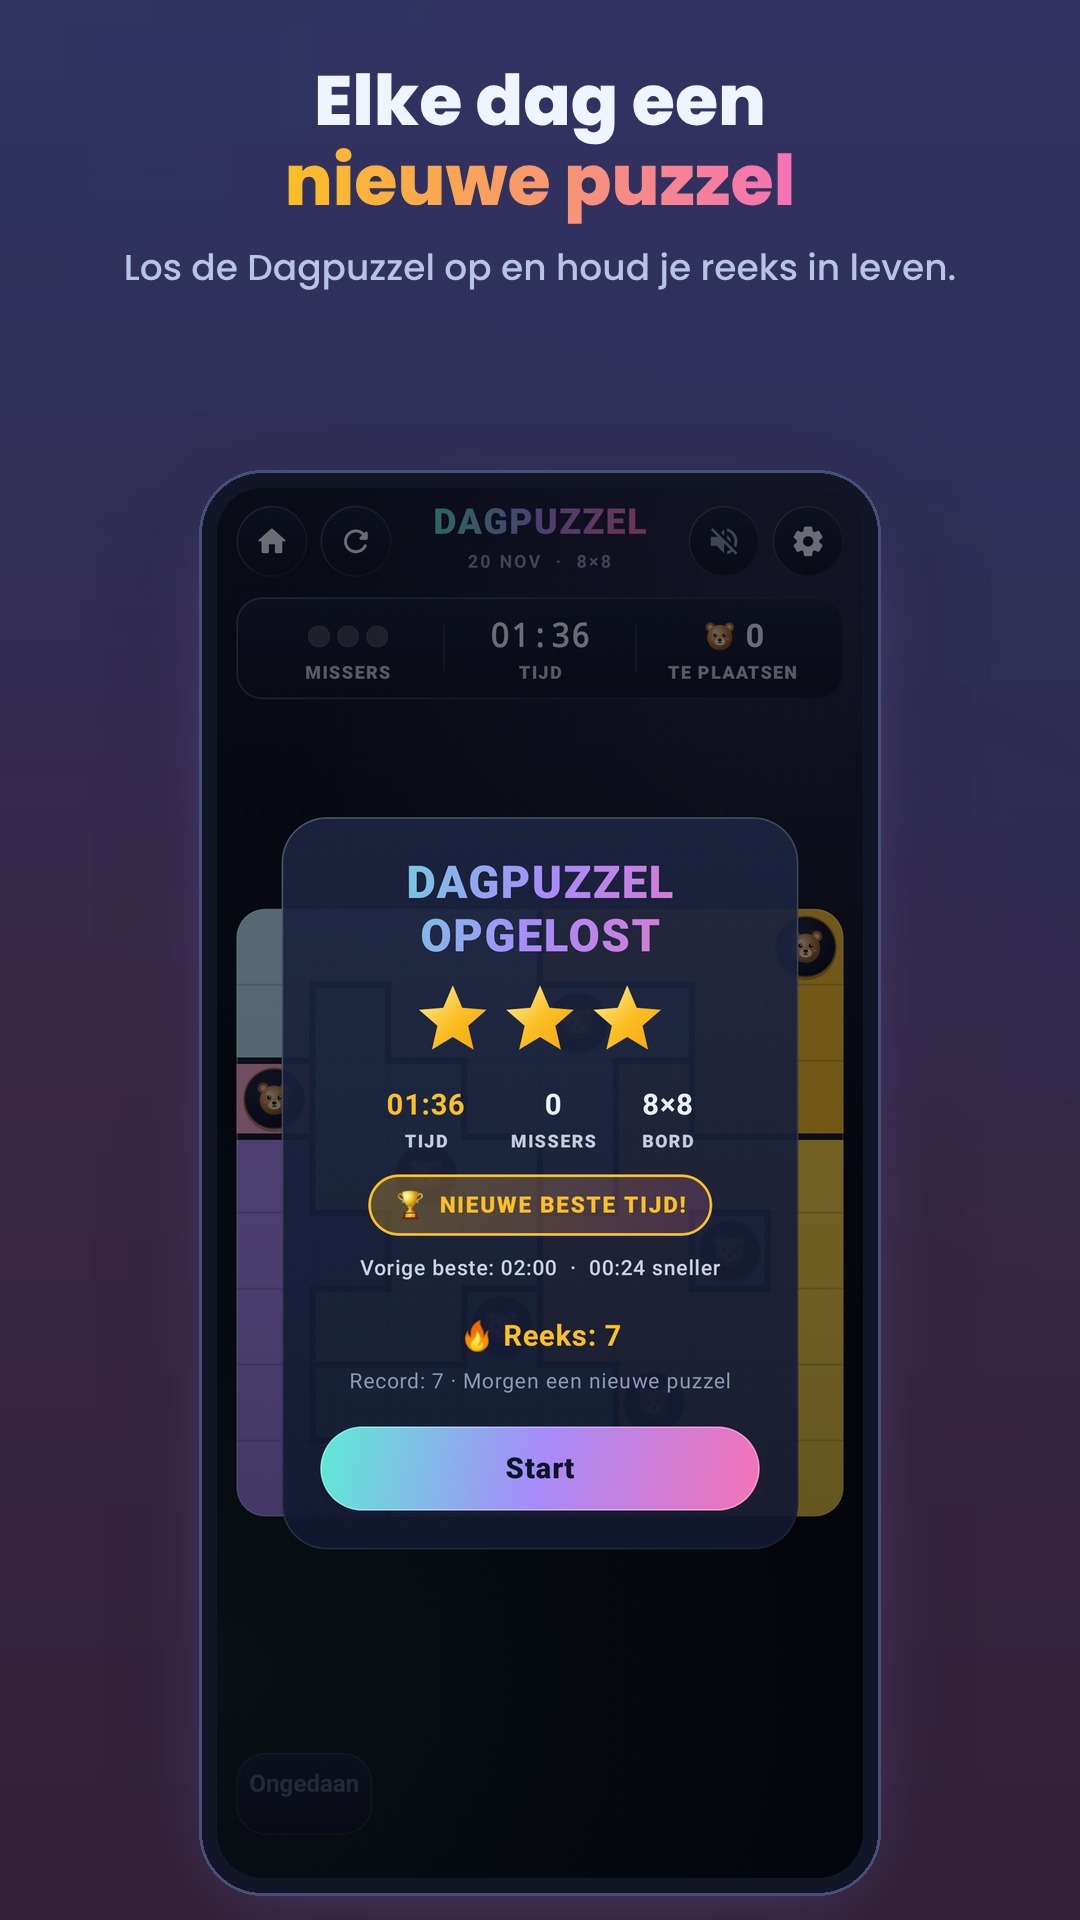 Elke dag een
nieuwe puzzel
Los de Dagpuzzel op en houd je reeks in leven.
DAGPUZZEL
20 NOV · 8×8
01:36
0
MISSERS
TIJD
TE PLAATSEN
DAGPUZZEL
OPGELOST
01:36
0
8×8
TIJD
MISSERS
BORD
NIEUWE BESTE TIJD!
Vorige beste: 02:00 · 00:24 sneller
Reeks: 7
Record: 7 · Morgen een nieuwe puzzel
Start
Ongedaan